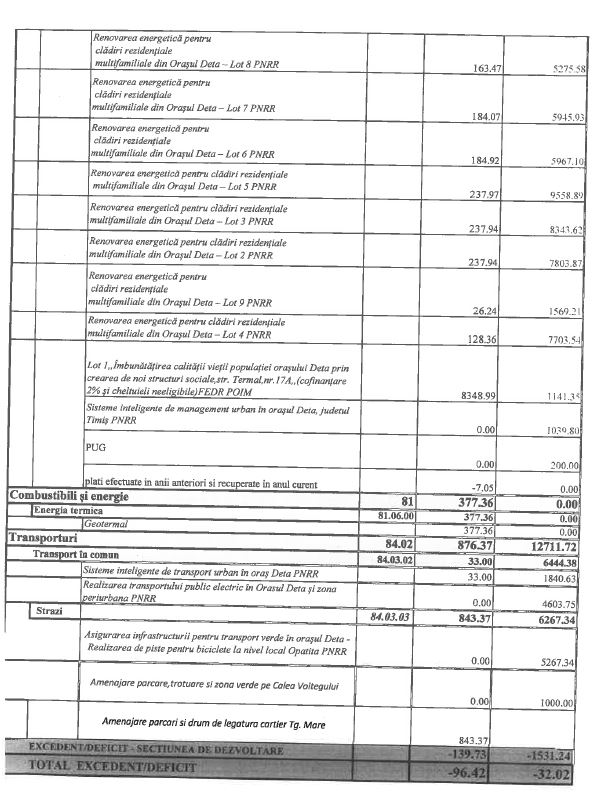 Renovarea energetică pentru
clădiri rezidențiale
multifamiliale din Orașul Deta – Lot 8 PNRR 163.47 5275.58
Renovarea energetică pentru
clădiri rezidențiale
multifamiliale din Orașul Deta – Lot 7 PNRR 184.07 5945.93
Renovarea energetică pentru
clădiri rezidențiale
multifamiliale din Orașul Deta – Lot 6 PNRR 184.92 5967.10
Renovarea energetică pentru clădiri rezidențiale
multifamiliale din Orașul Deta – Lot 5 PNRR 237.97 9558.89
Renovarea energetică pentru clădiri rezidențiale
multifamiliale din Orașul Deta – Lot 3 PNRR 237.94 8343.62
Renovarea energetică pentru clădiri rezidențiale
multifamiliale din Orașul Deta – Lot 2 PNRR 237.94 7803.87
Renovarea energetică pentru
clădiri rezidențiale
multifamiliale din Orașul Deta – Lot 9 PNRR 26.24 1569.21
Renovarea energetică pentru clădiri rezidențiale
multifamiliale din Orașul Deta – Lot 4 PNRR 128.36 7703.54
Lot 1,,Îmbunătățirea calității vieții populației orașului Deta prin
crearea de noi structuri sociale,str. Termal,nr.17A,,(cofinanțare
2% și cheltuieli neeligibile)FEDR POIM 8348.99 1141.35
Sisteme inteligente de management urban în orașul Deta, județul
Timiș PNRR 0.00 1039.80
PUG 0.00 200.00
plati efectuate in anii anteriori si recuperate in anul curent -7.05 0.00
Combustibili și energie 81 377.36 0.00
Energia termica 81.06.00 377.36 0.00
Geotermal 377.36 0.00
Transporturi 84.02 876.37 12711.72
Transport în comun 84.03.02 33.00 6444.38
Sisteme inteligente de transport urban în oraș Deta PNRR 33.00 1840.63
Realizarea transportului public electric în Orasul Deta și zona
periurbana PNRR 0.00 4603.75
Strazi 84.03.03 843.37 6267.34
Asigurarea infrastructurii pentru transport verde în orașul Deta -
Realizarea de piste pentru biciclete la nivel local Opatita PNRR 0.00 5267.34
Amenajare parcare,trotuare si zona verde pe Calea Voitegului 0.00 1000.00
Amenajare parcari si drum de legatura cartier Tg. Mare 843.37
EXCEDENT/DEFICIT - SECTIUNEA DE DEZVOLTARE -139.73 -1531.24
TOTAL EXCEDENT/DEFICIT -96.42 -32.02